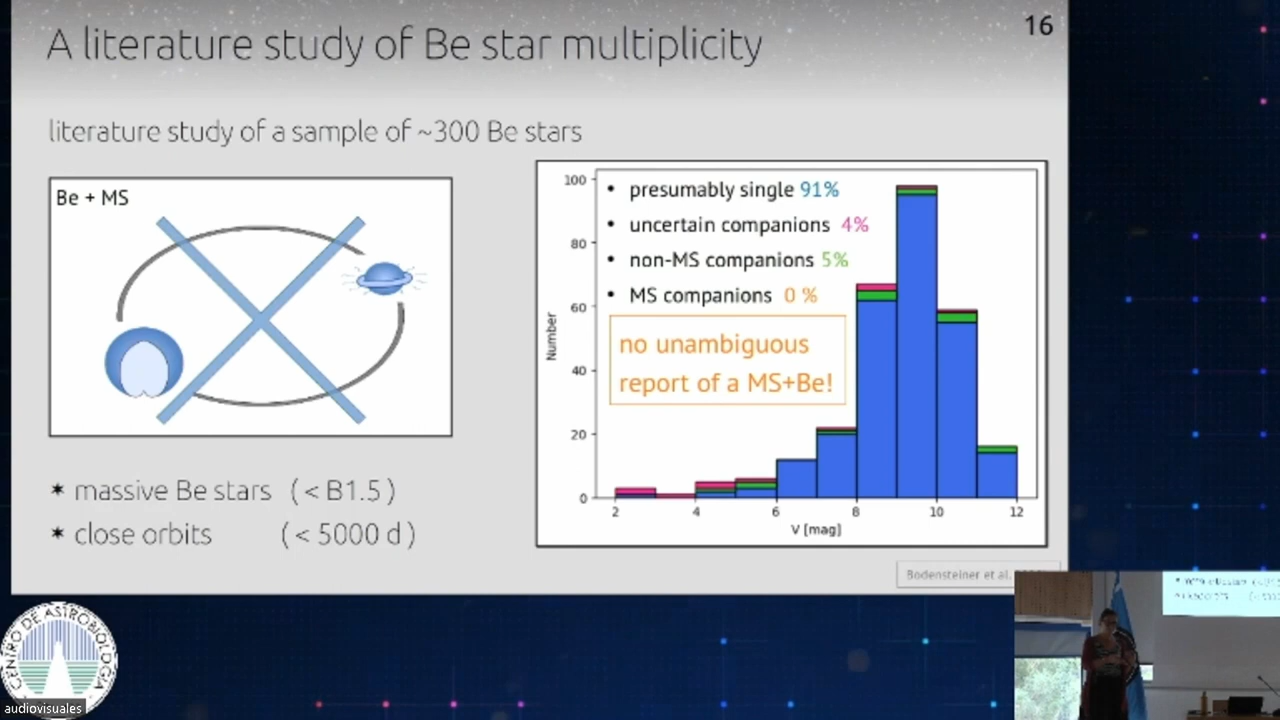 A literature study of Be star multiplicity
16
literature study of a sample of ~300 Be stars
Be + MS
* massive Be stars (< B1.5)
* close orbits (< 5000 d)
• presumably single 91%
• uncertain companions 4%
• non-MS companions 5%
• MS companions 0 %
no unambiguous
report of a MS+Be!
Number
100
80
60
40
20
0
2 4 6 8 10 12
V [mag]
Bodensteiner et al.
CENTRO DE ASTROBIOLOGÍA
audiovisuales